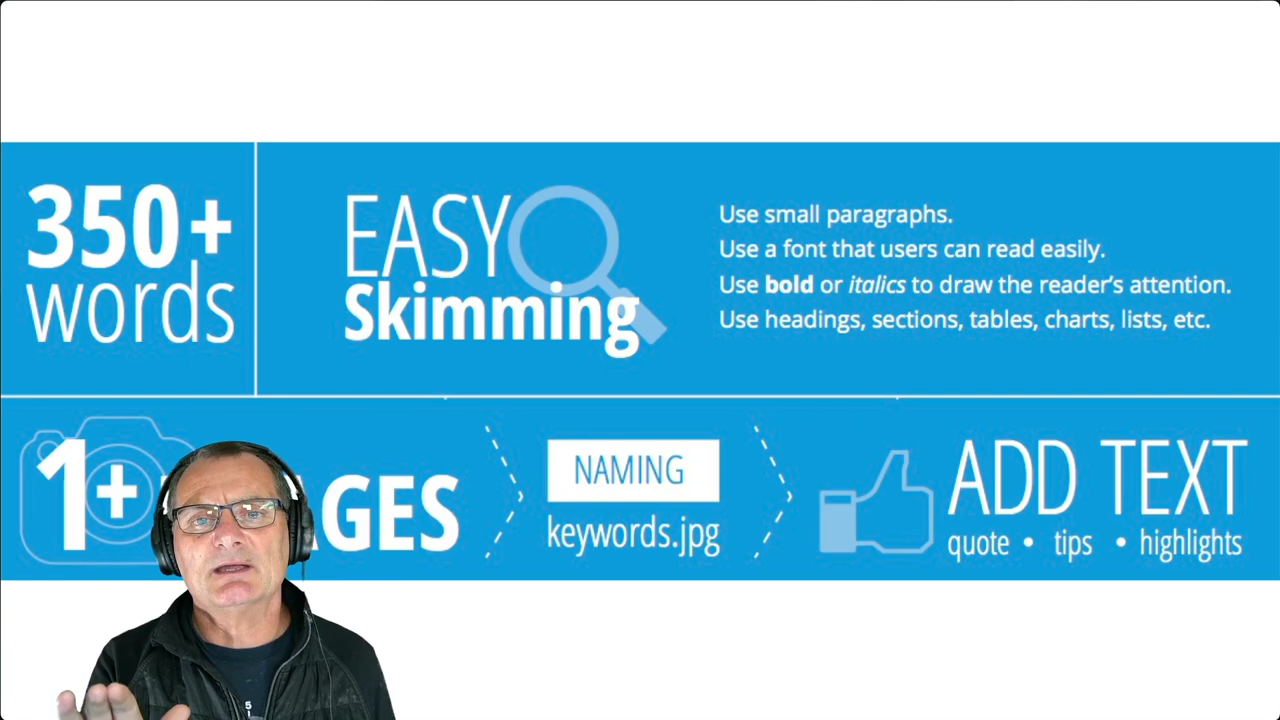 350+
words
EASY
Skimming
Use small paragraphs.
Use a font that users can read easily.
Use bold or italics to draw the reader's attention.
Use headings, sections, tables, charts, lists, etc.
1+
AGES
NAMING
keywords.jpg
ADD TEXT
quote • tips • highlights
5